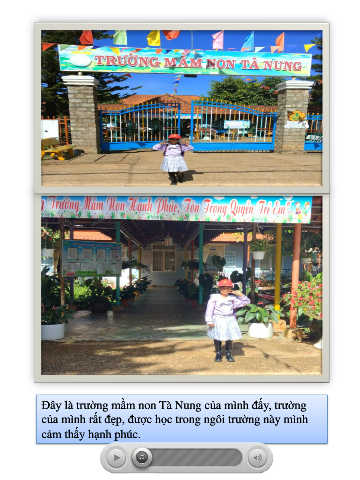 TRƯỜNG MẦM NON TÀ NUNG
Trường Mầm Non Hạnh Phúc, Tôn Trọng Quyền Trẻ Em"
Đây là trường mầm non Tà Nung của mình đấy, trường
của mình rất đẹp, được học trong ngôi trường này mình
cảm thấy hạnh phúc.